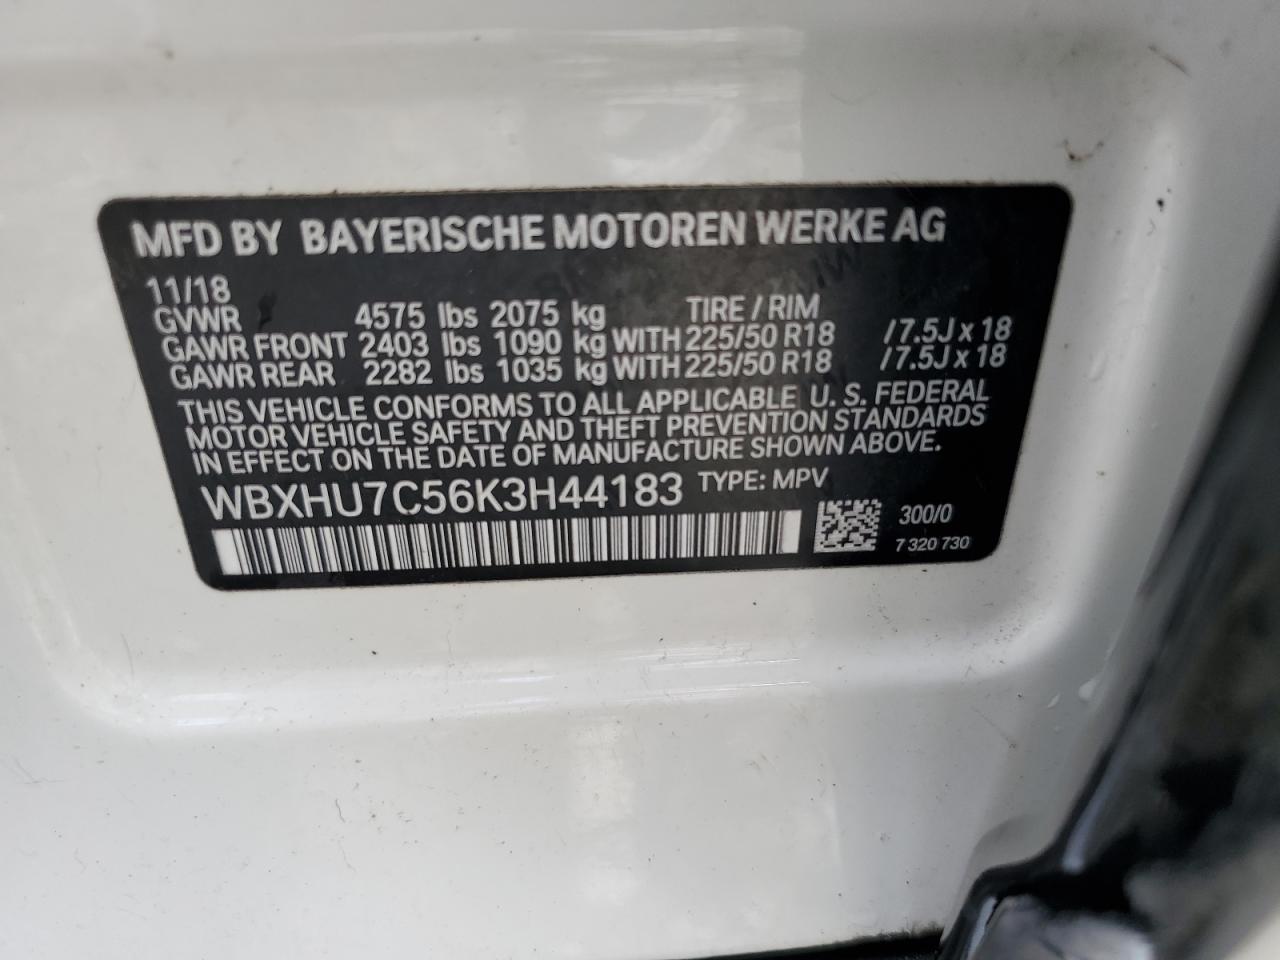 MFD BY BAYERISCHE MOTOREN WERKE AG
11/18
GVWR 4575 lbs 2075 kg TIRE / RIM
GAWR FRONT 2403 lbs 1090 kg WITH 225/50 R18 /7.5J x 18
GAWR REAR 2282 lbs 1035 kg WITH 225/50 R18 /7.5J x 18
THIS VEHICLE CONFORMS TO ALL APPLICABLE U. S. FEDERAL
MOTOR VEHICLE SAFETY AND THEFT PREVENTION STANDARDS
IN EFFECT ON THE DATE OF MANUFACTURE SHOWN ABOVE.
WBXHU7C56K3H44183 TYPE: MPV
300/0
7 320 730